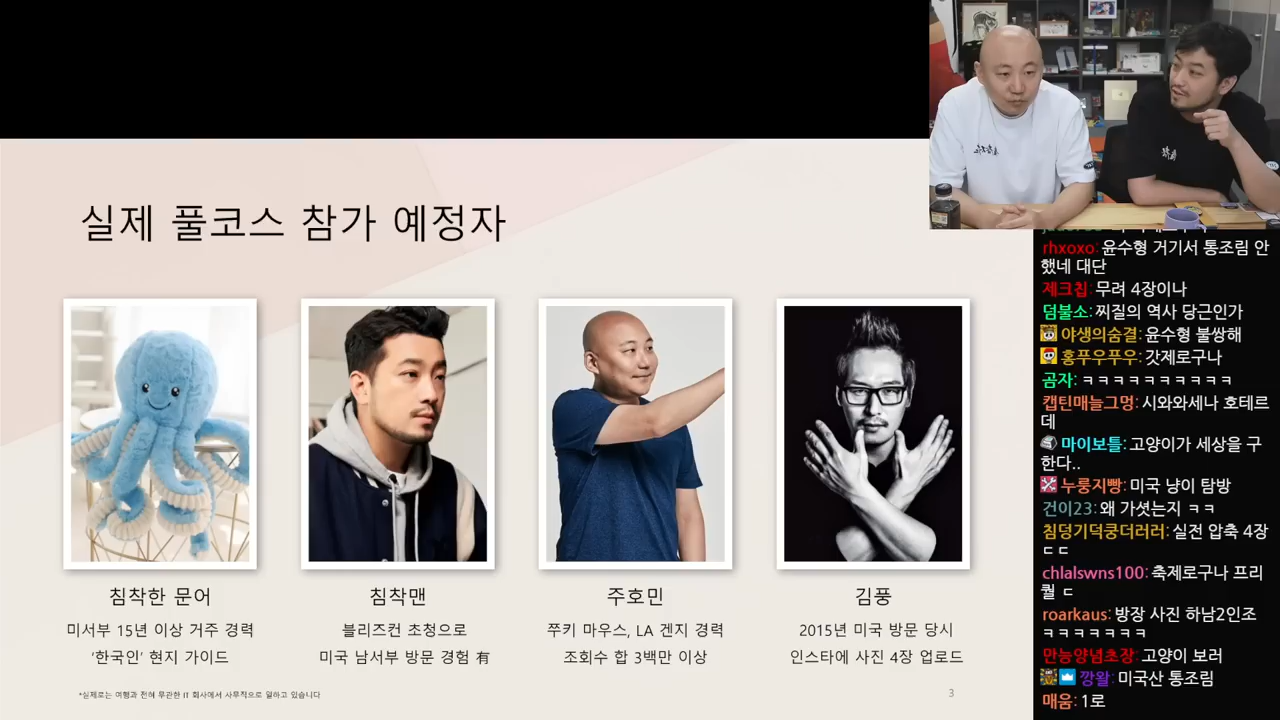 실제 풀코스 참가 예정자
침착한 문어
미서부 15년 이상 거주 경력
'한국인' 현지 가이드
침착맨
블리즈컨 초청으로
미국 남서부 방문 경험 有
주호민
쭈키 마우스, LA 겐지 경력
조회수 합 3백만 이상
김풍
2015년 미국 방문 당시
인스타에 사진 4장 업로드
*실제로는 여행과 전혀 무관한 IT 회사에서 사무직으로 일하고 있습니다
3
rhxoxo: 윤수형 거기서 통조림 안
했네 대단
제크칩: 무려 4장이나
덤불소: 찌질의 역사 당근인가
야생의숨결: 윤수형 불쌍해
홍푸우푸우: 갓제로구나
곰자: ㅋㅋㅋㅋㅋㅋㅋㅋㅋㅋ
캡틴매늘그멍: 시와와세나 호테르
데
마이보틀: 고양이가 세상을 구
한다..
누룽지빵: 미국 냥이 탐방
건이23: 왜 가셧는지 ㅋㅋ
침덩기덕쿵더러러: 실전 압축 4장
ㄷㄷ
chlalswns100: 축제로구나 프리
퀄 ㄷ
roarkaus: 방장 사진 하남2인조
ㅋㅋㅋㅋㅋㅋㅋ
만능양념초장: 고양이 보러
깡왈: 미국산 통조림
매움: 1로